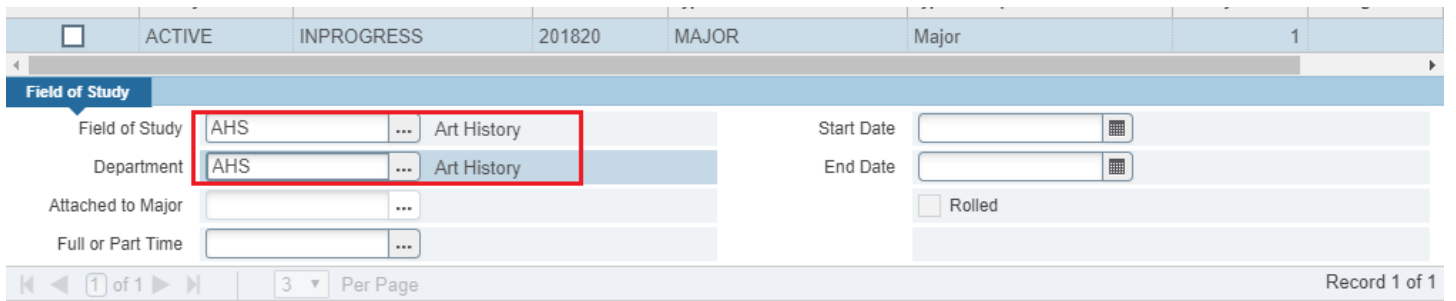 ACTIVE INPROGRESS 201820 MAJOR Major 1
Field of Study
Field of Study AHS ... Art History Start Date
Department AHS ... Art History End Date
Attached to Major ... Rolled
Full or Part Time ...
1 of 1 3 Per Page Record 1 of 1